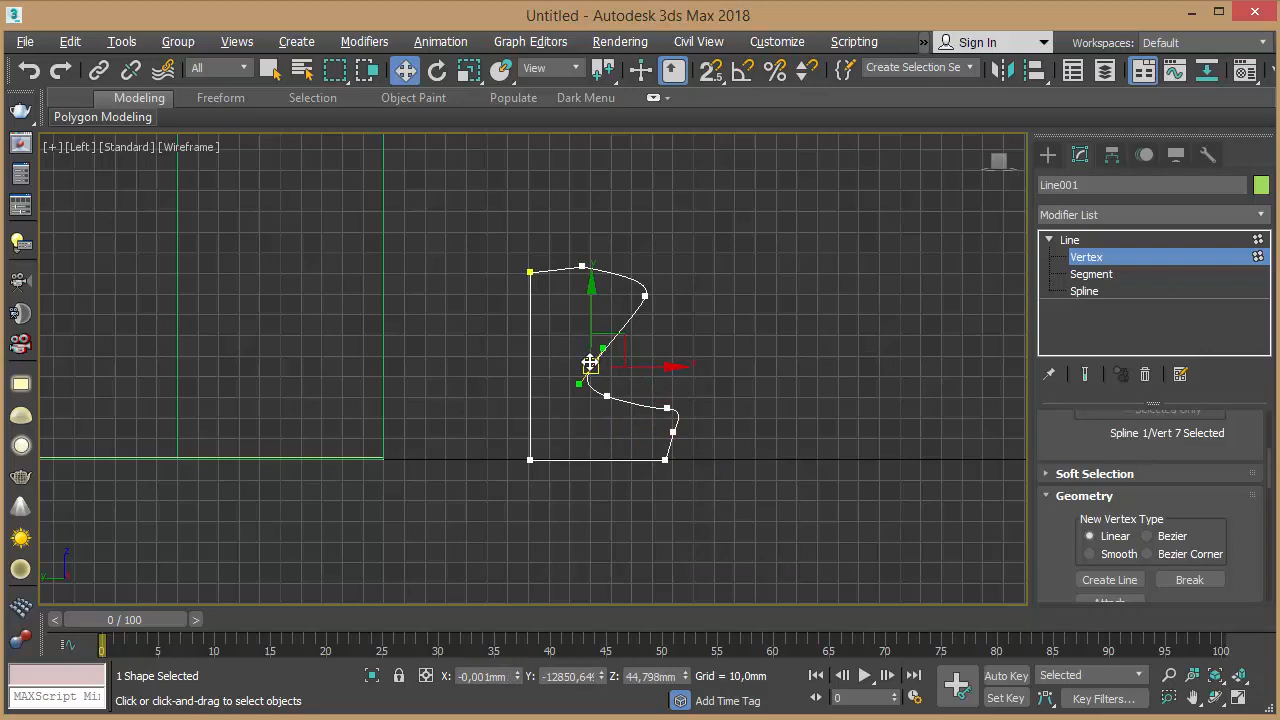 Untitled - Autodesk 3ds Max 2018
File Edit Tools Group Views Create Modifiers Animation Graph Editors Rendering Civil View Customize Scripting » Sign In Workspaces: Default
All View Create Selection Se
Modeling Freeform Selection Object Paint Populate Dark Menu
Polygon Modeling
[+] [Left] [Standard] [Wireframe]
Line001
Modifier List
Line
Vertex
Segment
Spline
Selected Only
Spline 1/Vert 7 Selected
Soft Selection
Geometry
New Vertex Type
Linear Bezier
Smooth Bezier Corner
Create Line Break
Attach
< 0 / 100 >
0 5 10 15 20 25 30 35 40 45 50 55 60 65 70 75 80 85 90 95 100
1 Shape Selected X: -0,001mm Y: -12850,649 Z: 44,798mm Grid = 10,0mm Auto Key Selected
MAXScript Mi Click or click-and-drag to select objects Add Time Tag 0 Set Key Key Filters...